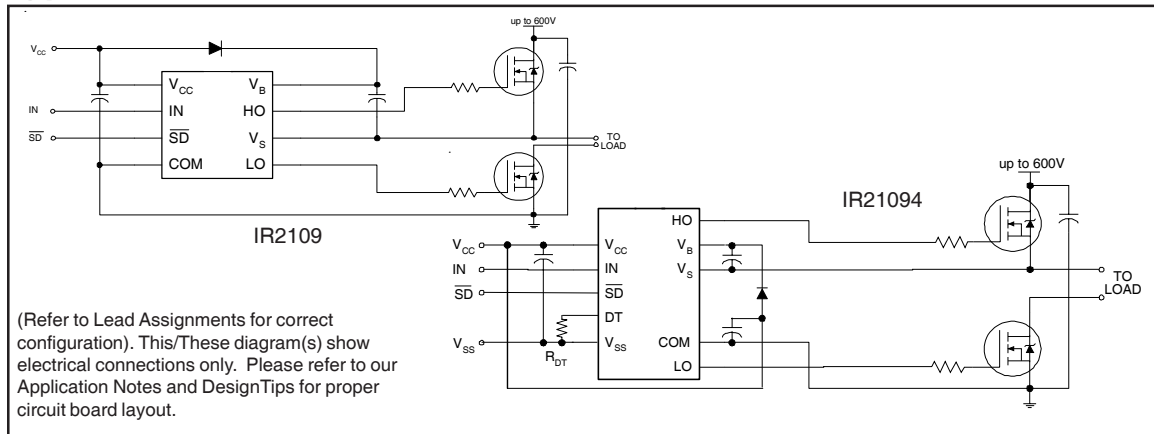 up to 600V
VCC
VCC
VB
IN
IN
HO
SD
SD
VS
TO
LOAD
COM
LO
IR2109
up to 600V
IR21094
HO
VCC
VCC
VB
IN
IN
VS
TO
LOAD
SD
SD
DT
VSS
VSS
COM
RDT
LO
(Refer to Lead Assignments for correct
configuration). This/These diagram(s) show
electrical connections only. Please refer to our
Application Notes and DesignTips for proper
circuit board layout.